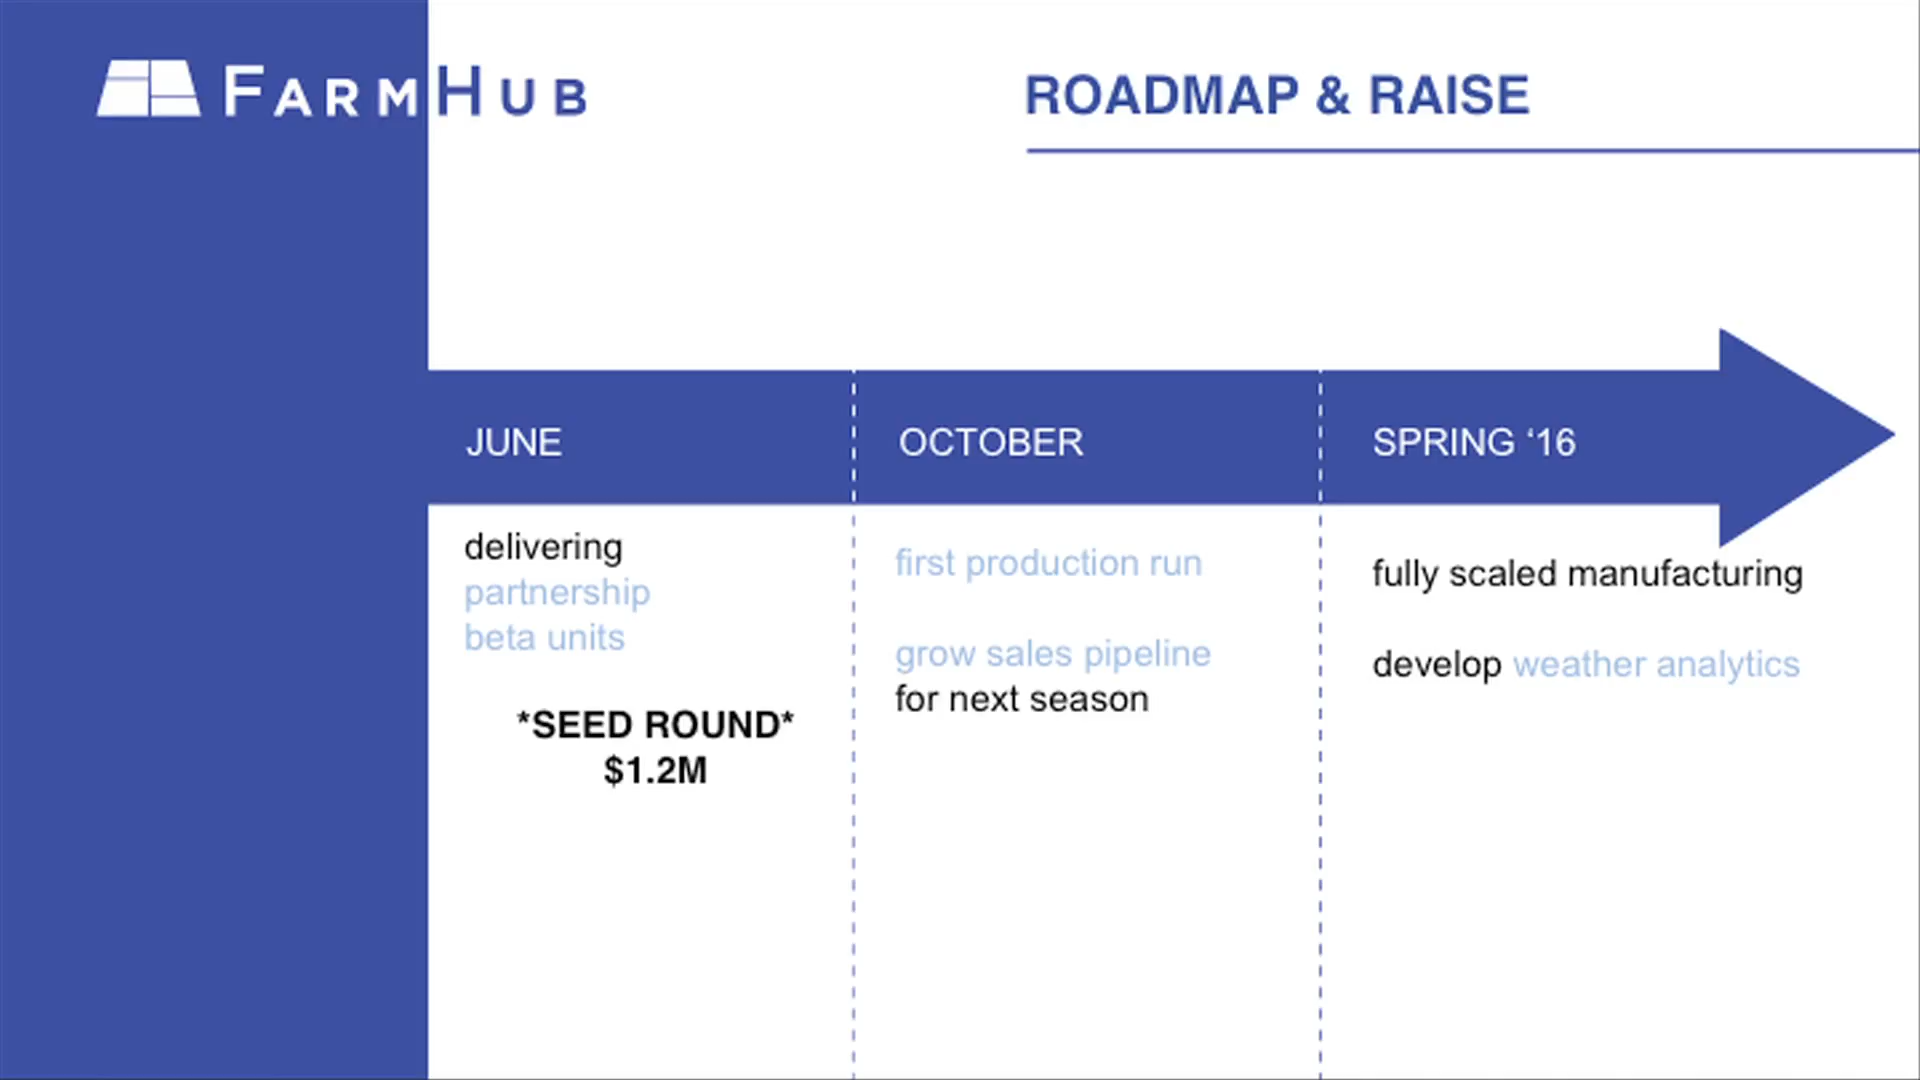 FARMHUB
ROADMAP & RAISE
JUNE
delivering
partnership
beta units
*SEED ROUND*
$1.2M
OCTOBER
first production run
grow sales pipeline
for next season
SPRING ‘16
fully scaled manufacturing
develop weather analytics